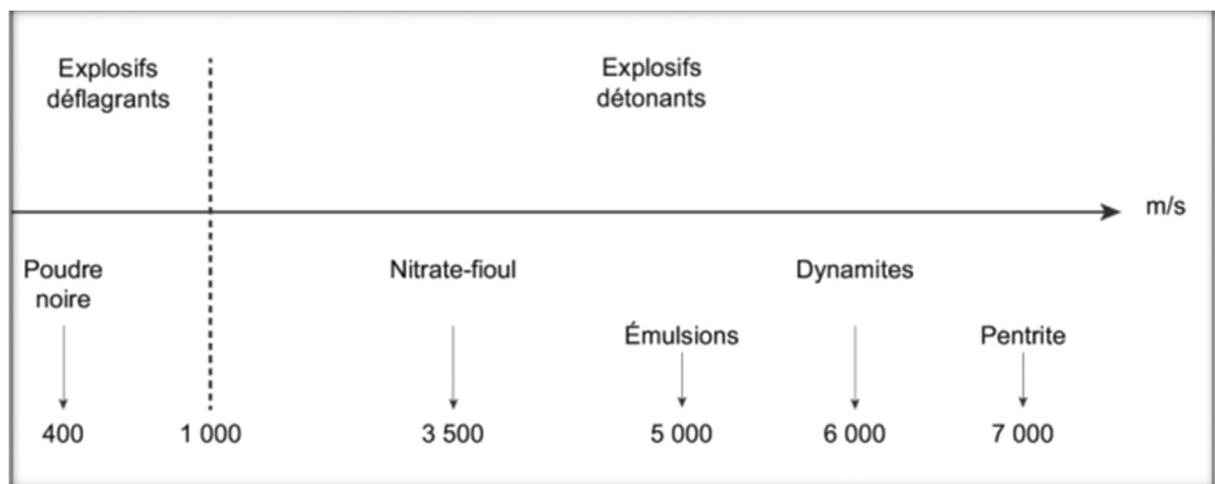 Explosifs
déflagrants
Explosifs
détonants
m/s
Poudre
noire
Nitrate-fioul
Émulsions
Dynamites
Pentrite
400
1 000
3 500
5 000
6 000
7 000